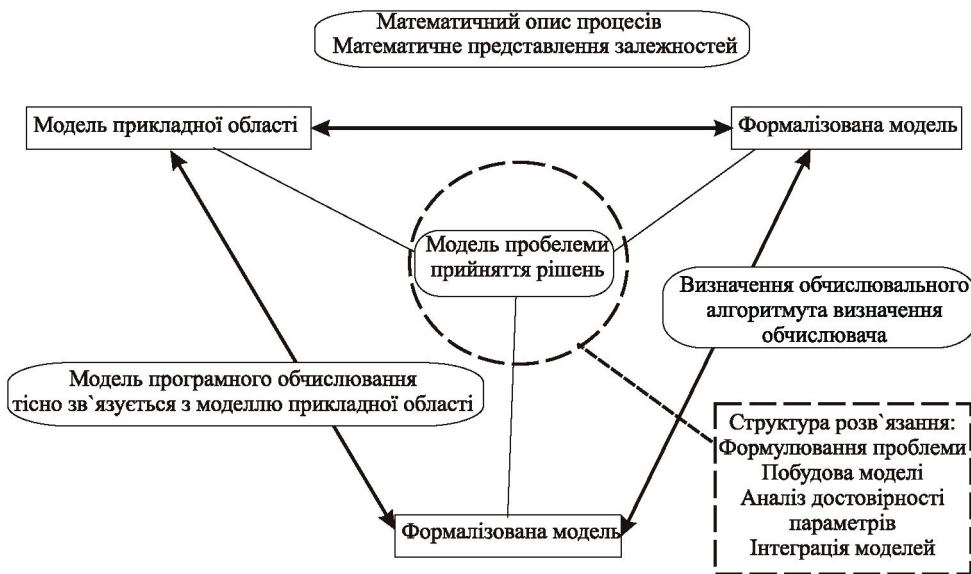 Математичний опис процесів
Математичне представлення залежностей
Модель прикладної області
Формалізована модель
Модель пробелеми
прийняття рішень
Визначення обчислювального
алгоритмута визначення
обчислювача
Модель програмного обчислювання
тісно зв`язується з моделлю прикладної області
Структура розв`язання:
Формулювання проблеми
Побудова моделі
Аналіз достовірності
параметрів
Інтеграція моделей
Формалізована модель